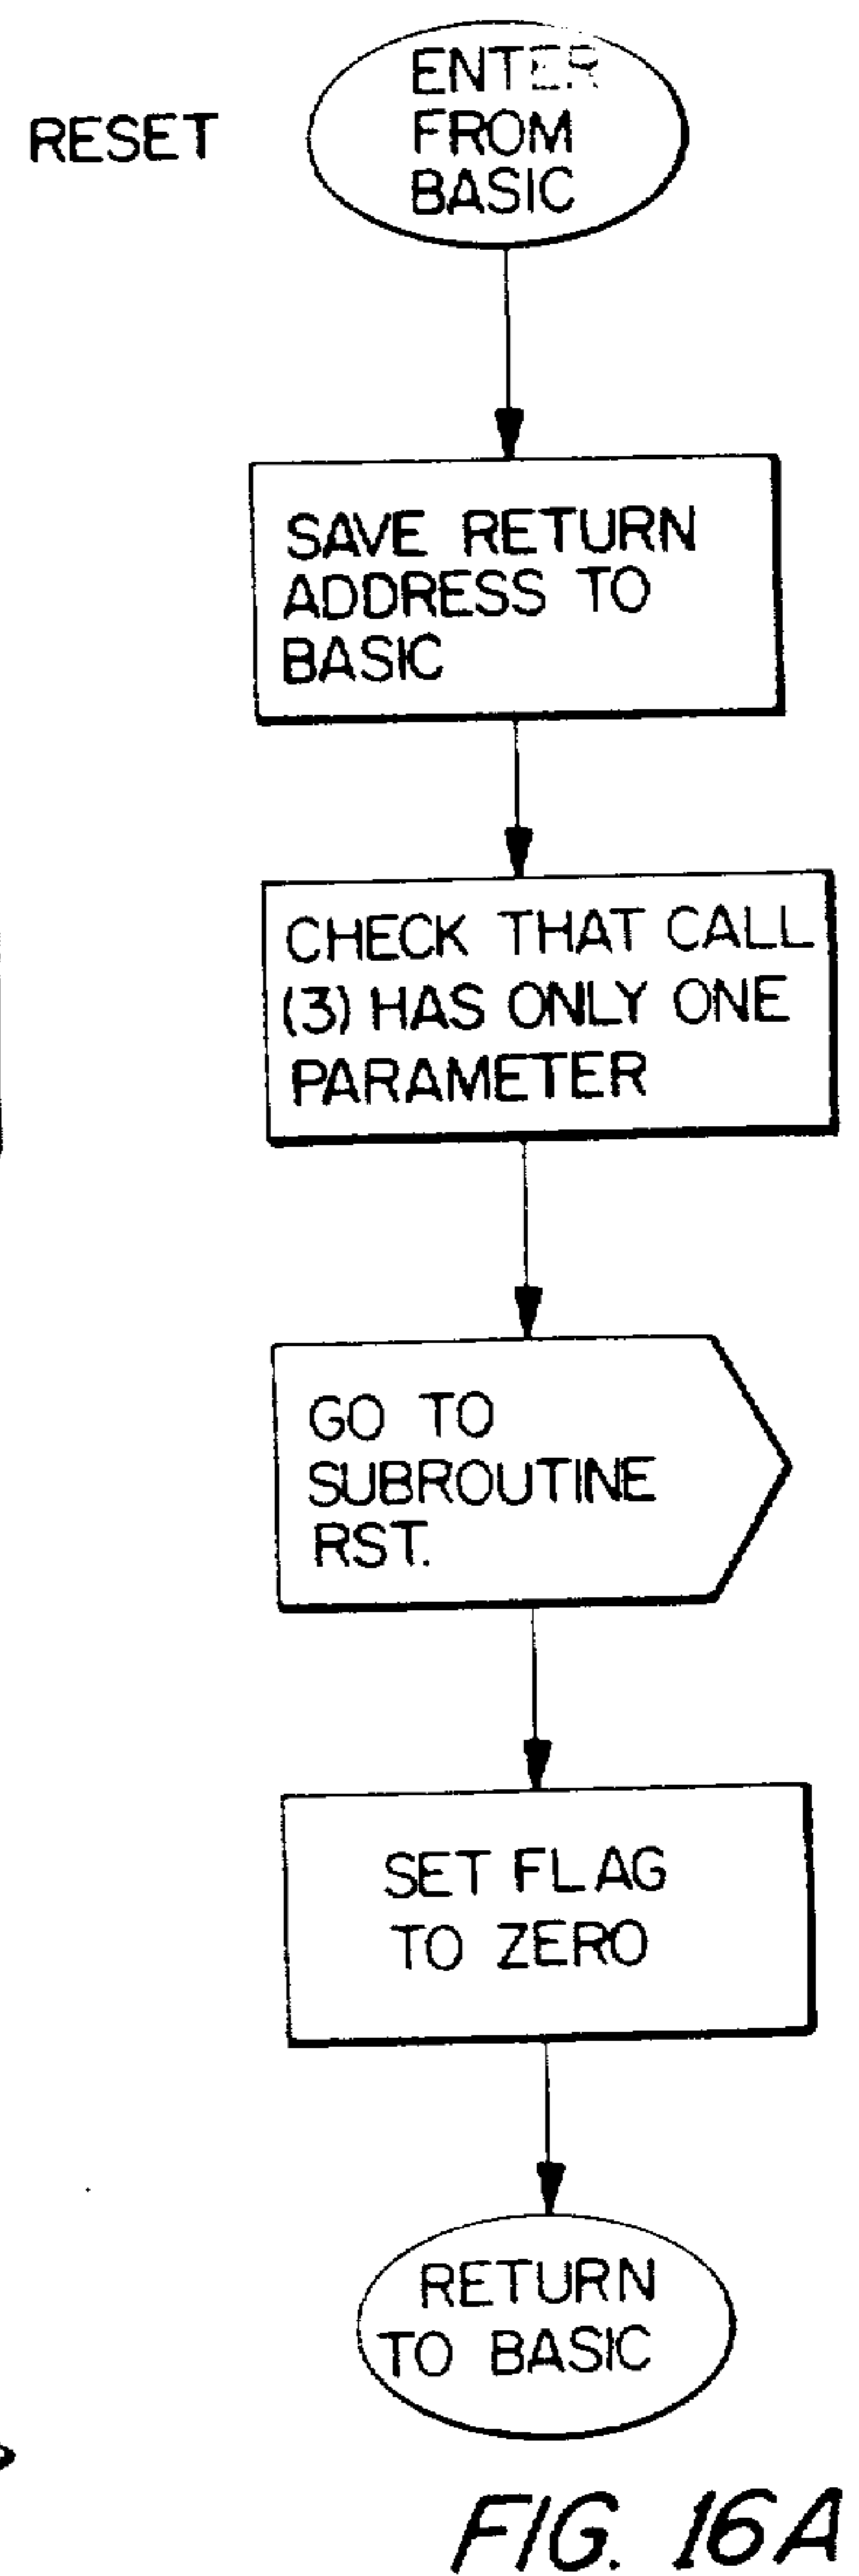 RESET
ENTER
FROM
BASIC
SAVE RETURN
ADDRESS TO
BASIC
CHECK THAT CALL
(3) HAS ONLY ONE
PARAMETER
GO TO
SUBROUTINE
RST.
SET FLAG
TO ZERO
RETURN
TO BASIC
FIG. 16A